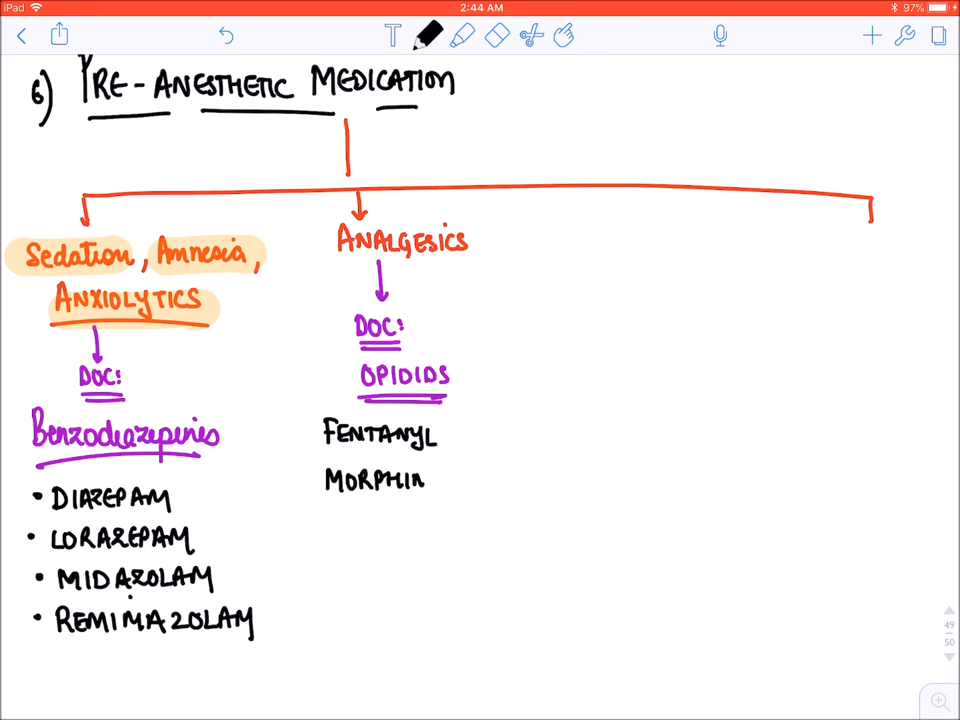 iPad
2:44 AM
97%
6) PRE-ANESTHETIC MEDICATION
Sedation, Amnesia,
ANXIOLYTICS
DOC:
Benzodiazepines
• DIAZEPAM
• LORAZEPAM
• MIDAZOLAM
• REMIMAZOLAM
ANALGESICS
DOC:
OPIOIDS
FENTANYL
MORPHIN
T
49
50